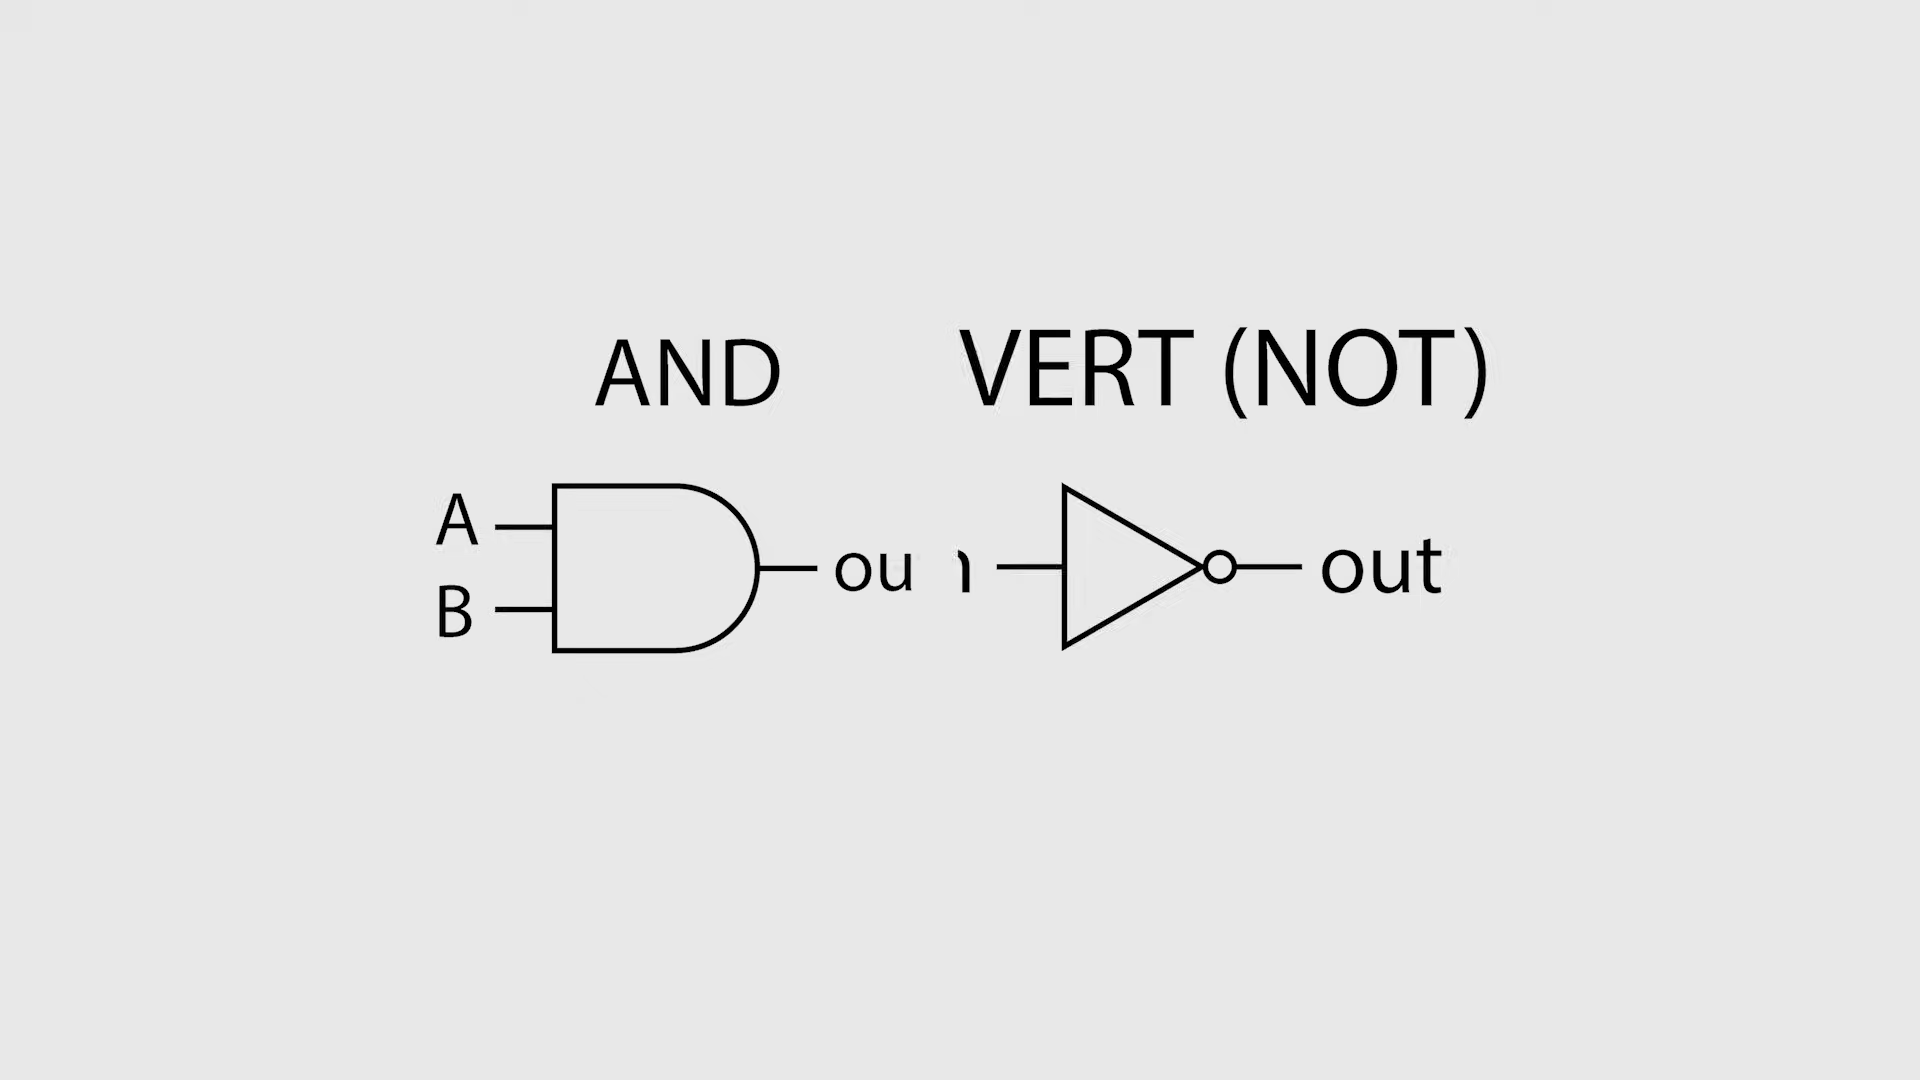 AND
VERT (NOT)
A
B
ou
out